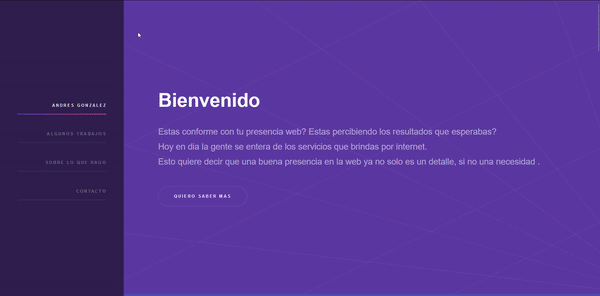 ANDRES GONZALEZ
ALGUNOS TRABAJOS
SOBRE LO QUE HAGO
CONTACTO
Bienvenido
Estas conforme con tu presencia web? Estas percibiendo los resultados que esperabas?
Hoy en dia la gente se entera de los servicios que brindas por internet.
Esto quiere decir que una buena presencia en la web ya no solo es un detalle, si no una necesidad .
QUIERO SABER MAS